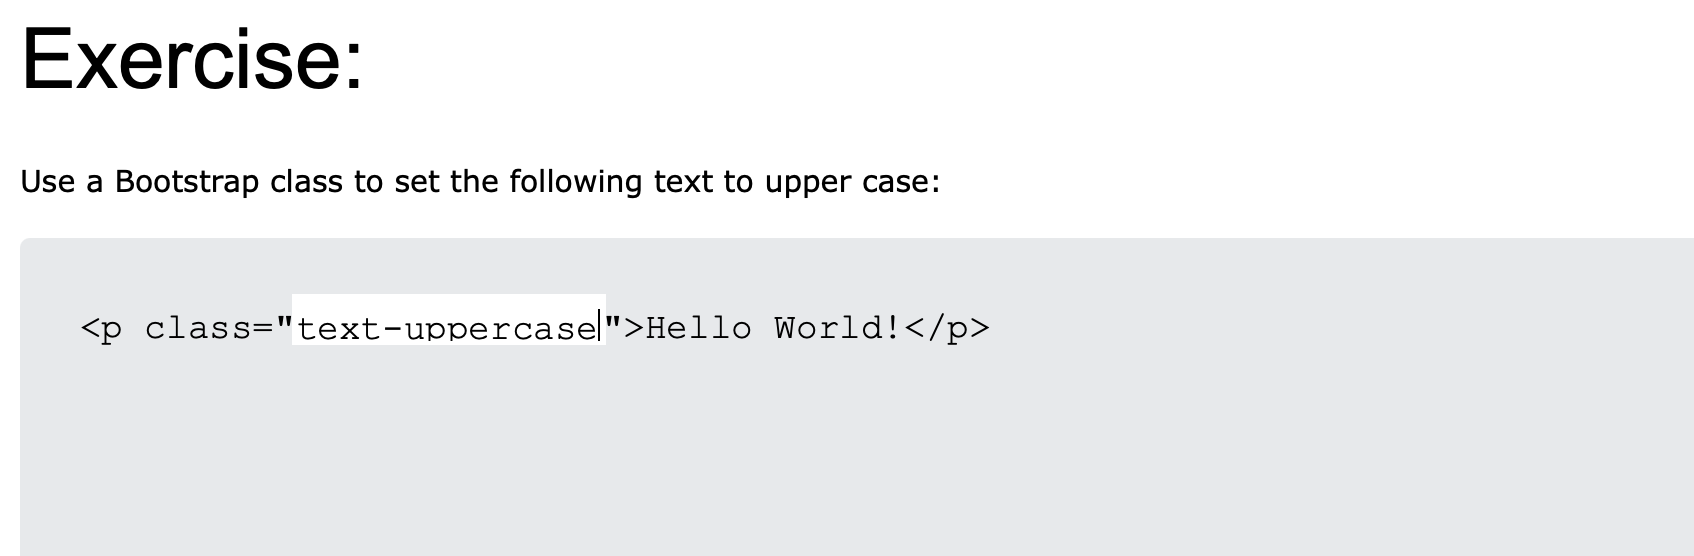 Exercise:
Use a Bootstrap class to set the following text to upper case:
<p class="text-uppercase">Hello World!</p>